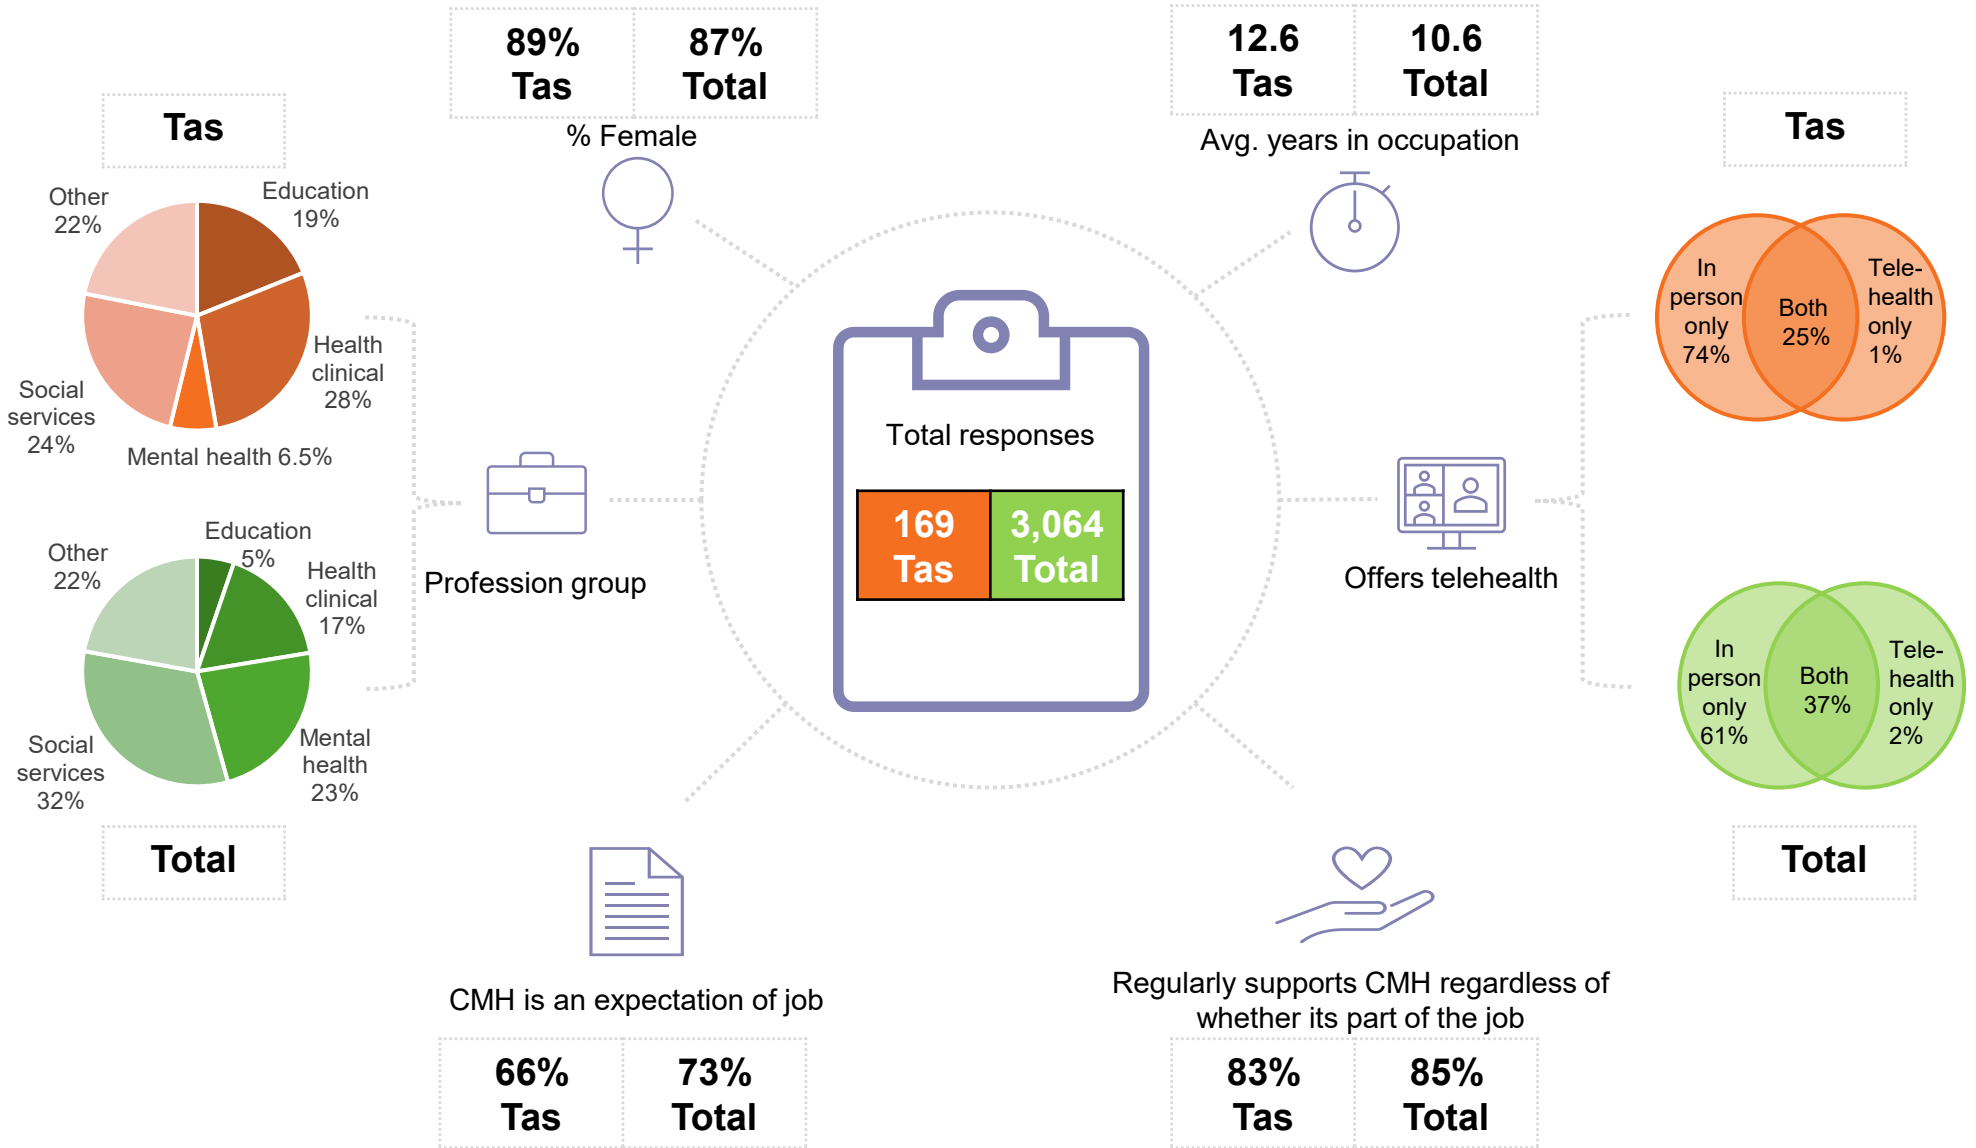 89%
Tas
87%
Total
% Female
12.6
Tas
10.6
Total
Avg. years in occupation
Tas
Other
22%
Education
19%
Health
clinical
28%
Social
services
24%
Mental health 6.5%
Other
22%
Education
5%
Health
clinical
17%
Social
services
32%
Mental
health
23%
Total
Profession group
Total responses
169
Tas
3,064
Total
Tas
In
person
only
74%
Both
25%
Tele-
health
only
1%
Offers telehealth
In
person
only
61%
Both
37%
Tele-
health
only
2%
Total
CMH is an expectation of job
66%
Tas
73%
Total
Regularly supports CMH regardless of
whether its part of the job
83%
Tas
85%
Total